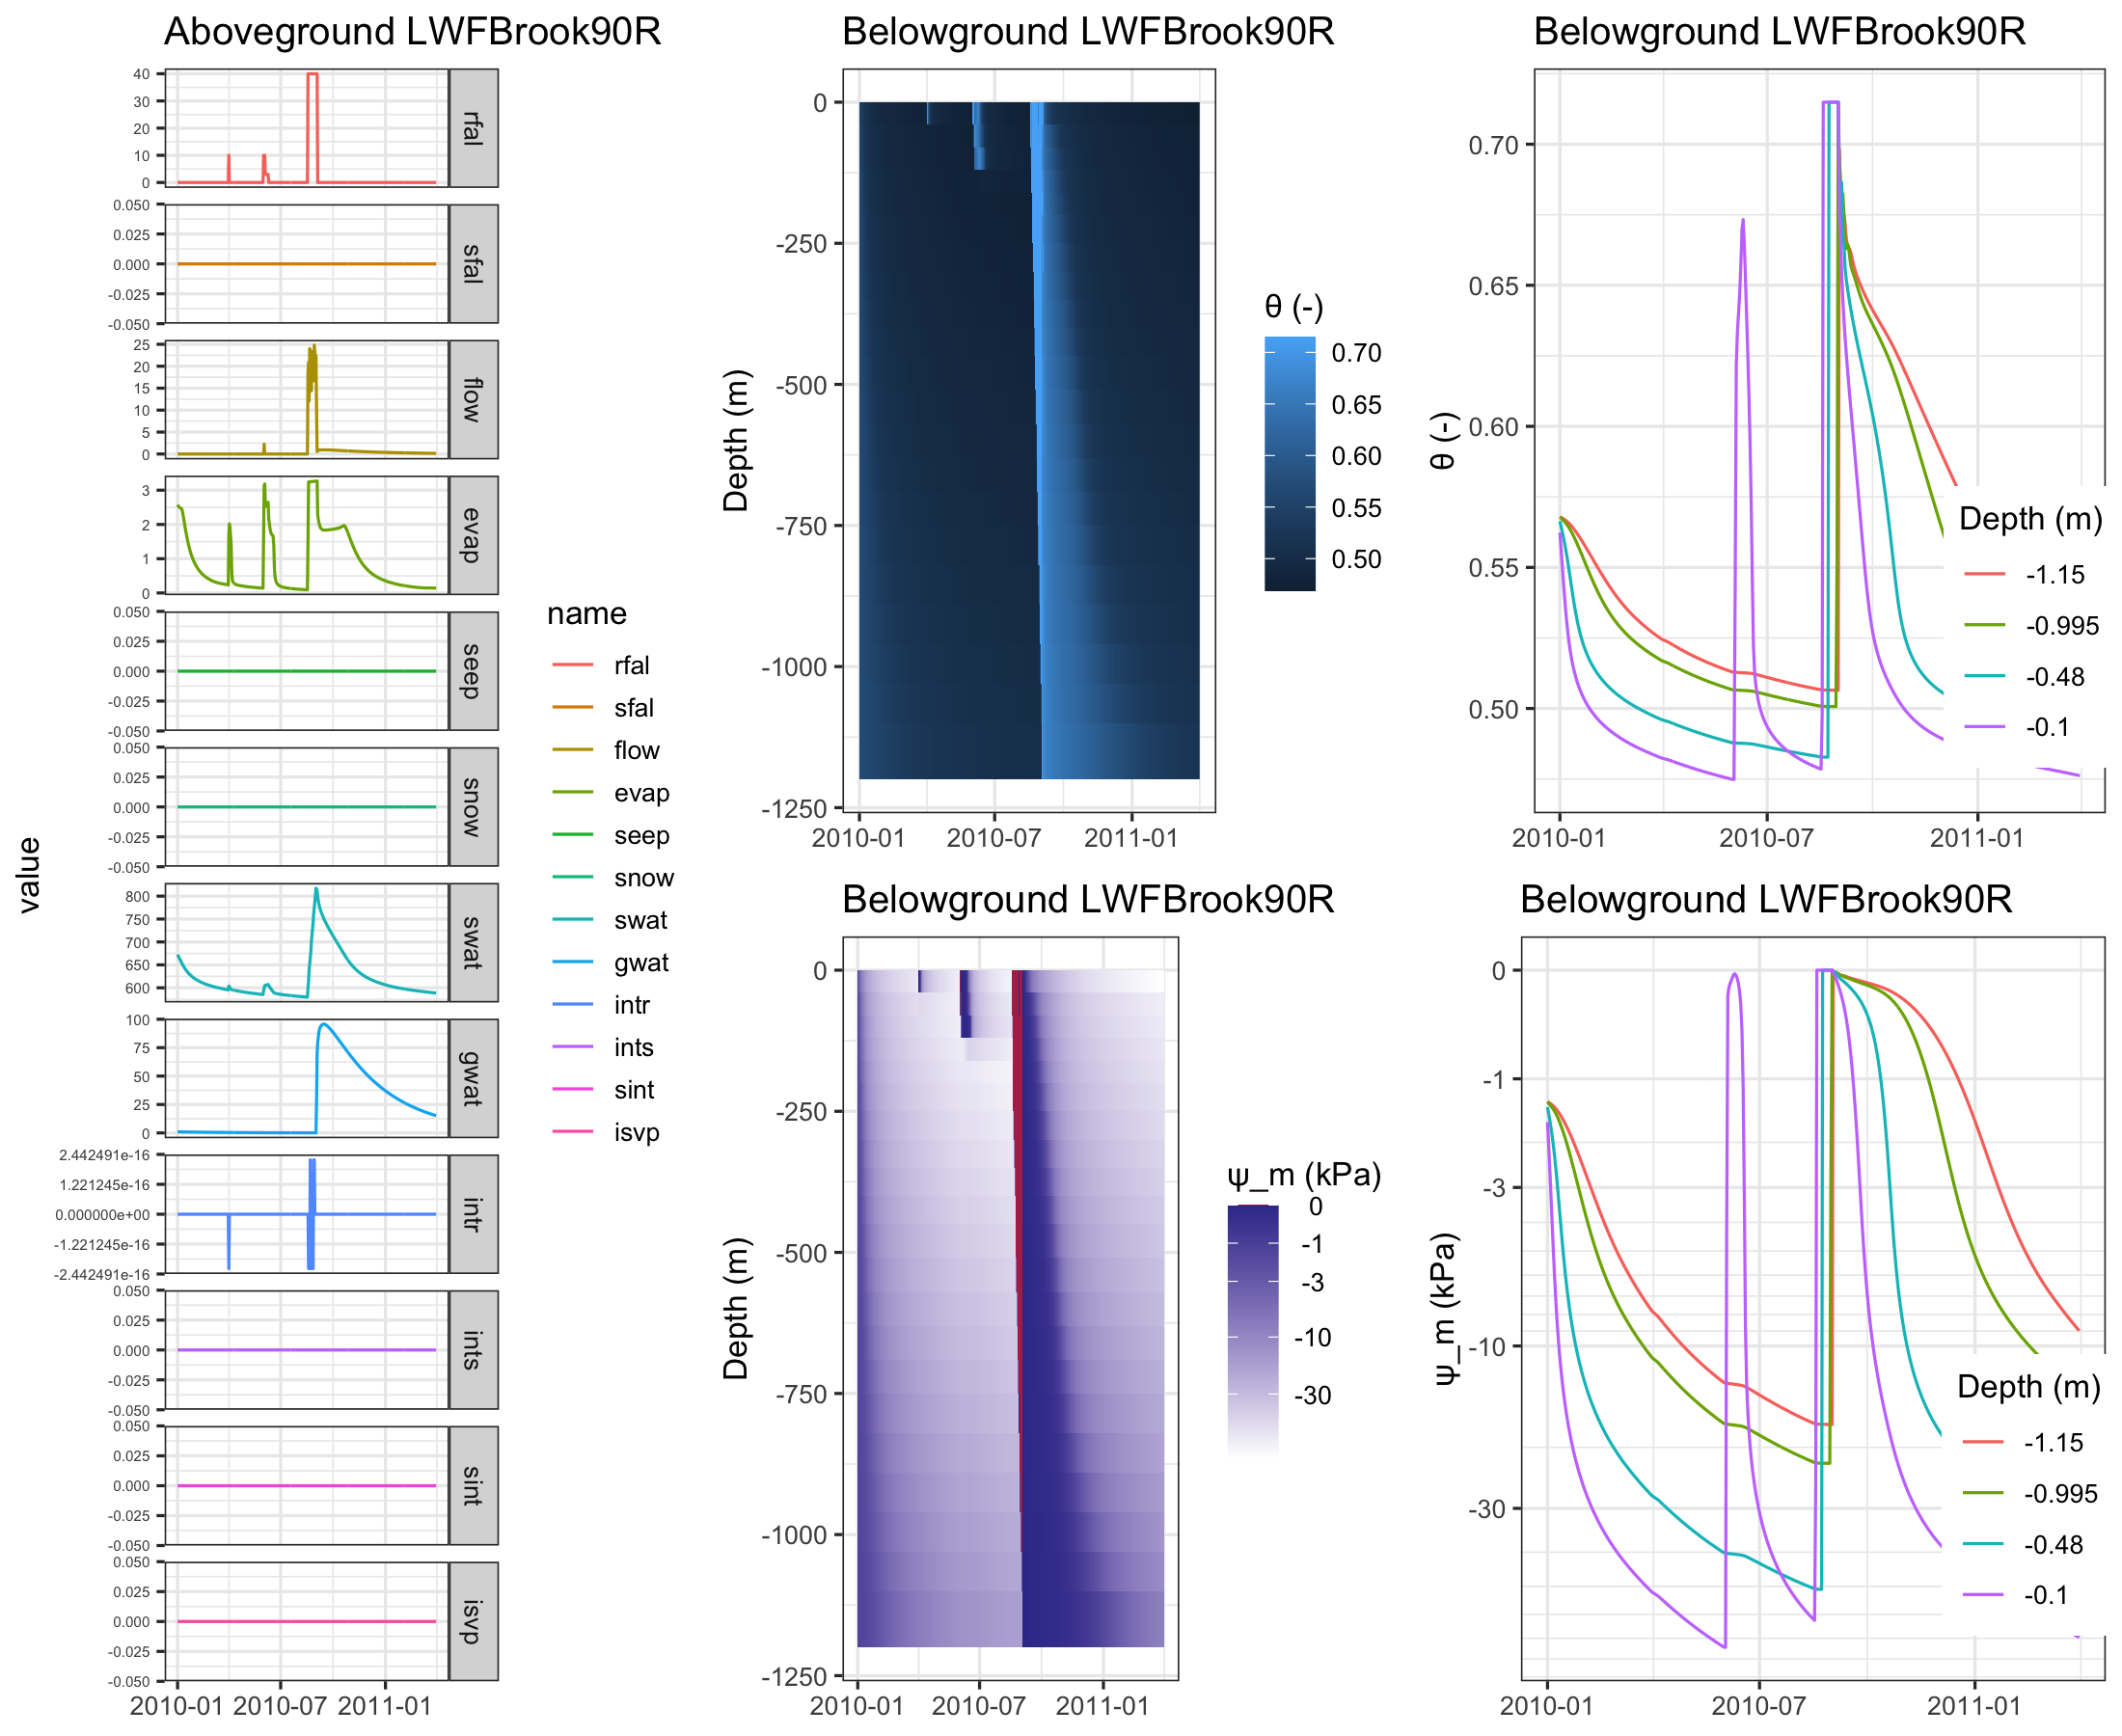 Aboveground LWFBrook90R
value
40
30
20
10
0
rfal
0.050
0.025
0.000
-0.025
-0.050
sfal
25
20
15
10
5
0
flow
3
2
1
0
evap
0.050
0.025
0.000
-0.025
-0.050
seep
0.050
0.025
0.000
-0.025
-0.050
snow
800
750
700
650
600
swat
100
75
50
25
0
gwat
2.442491e-16
1.221245e-16
0.000000e+00
-1.221245e-16
-2.442491e-16
intr
0.050
0.025
0.000
-0.025
-0.050
ints
0.050
0.025
0.000
-0.025
-0.050
sint
0.050
0.025
0.000
-0.025
-0.050
isvp
2010-01 2010-07 2011-01
name
rfal
sfal
flow
evap
seep
snow
swat
gwat
intr
ints
sint
isvp
Belowground LWFBrook90R
Depth (m)
0
-250
-500
-750
-1000
-1250
2010-01 2010-07 2011-01
θ (-)
0.70
0.65
0.60
0.55
0.50
Belowground LWFBrook90R
θ (-)
0.70
0.65
0.60
0.55
0.50
2010-01 2010-07 2011-01
Depth (m)
-1.15
-0.995
-0.48
-0.1
Belowground LWFBrook90R
Depth (m)
0
-250
-500
-750
-1000
-1250
2010-01 2010-07 2011-01
ψ_m (kPa)
0
-1
-3
-10
-30
Belowground LWFBrook90R
ψ_m (kPa)
0
-1
-3
-10
-30
2010-01 2010-07 2011-01
Depth (m)
-1.15
-0.995
-0.48
-0.1